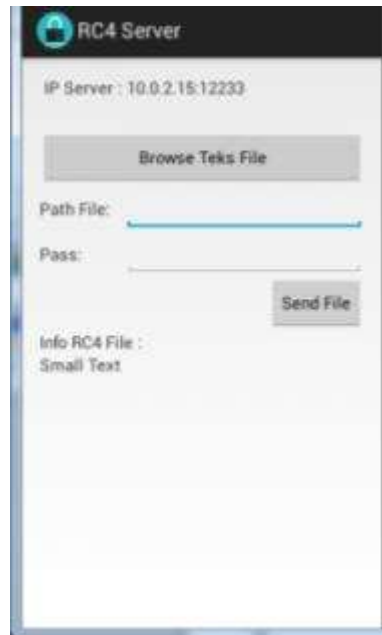 RC4 Server
IP Server : 10.0.2.15:12233
Browse Teks File
Path File:
Pass:
Send File
Info RC4 File :
Small Text